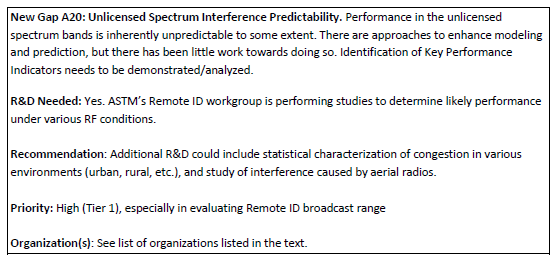 New Gap A20: Unlicensed Spectrum Interference Predictability. Performance in the unlicensed
spectrum bands is inherently unpredictable to some extent. There are approaches to enhance modeling
and prediction, but there has been little work towards doing so. Identification of Key Performance
Indicators needs to be demonstrated/analyzed.
R&D Needed: Yes. ASTM's Remote ID workgroup is performing studies to determine likely performance
under various RF conditions.
Recommendation: Additional R&D could include statistical characterization of congestion in various
environments (urban, rural, etc.), and study of interference caused by aerial radios.
Priority: High (Tier 1), especially in evaluating Remote ID broadcast range
Organization(s): See list of organizations listed in the text.